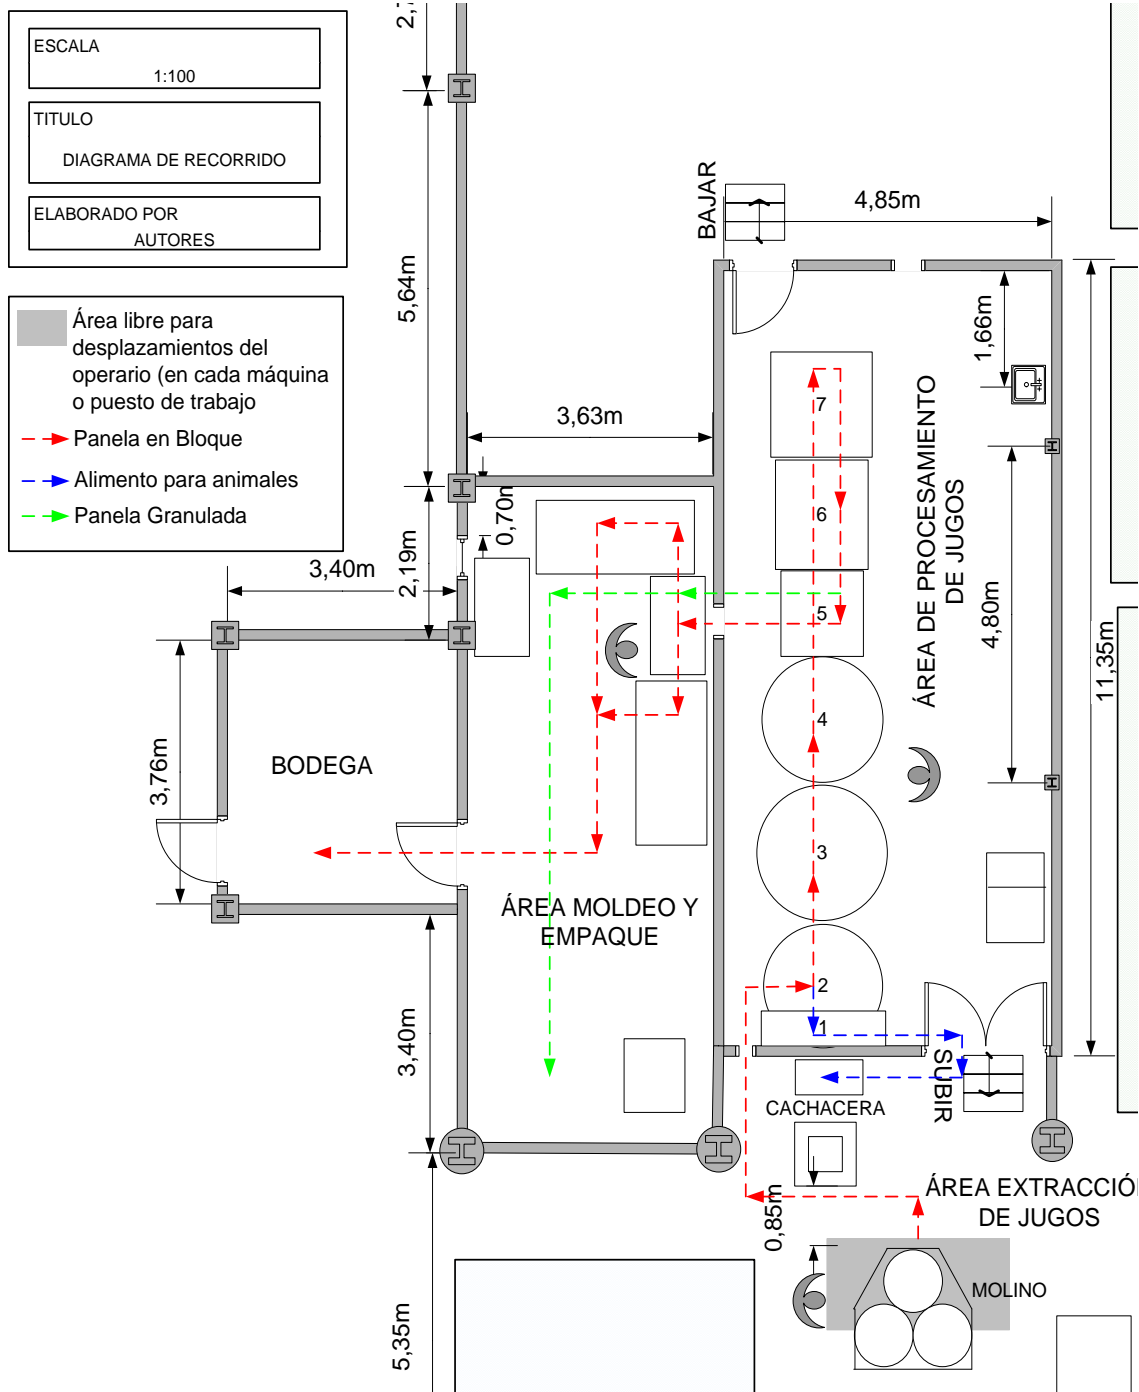 ESCALA
1:100
TITULO
DIAGRAMA DE RECORRIDO
ELABORADO POR
AUTORES
Área libre para
desplazamientos del
operario (en cada máquina
o puesto de trabajo
Panela en Bloque
Alimento para animales
Panela Granulada
5,64m
BAJAR
4,85m
1,66m
3,63m
0,70m
2,19m
3,40m
7
6
5
4
3
2
1
ÁREA DE PROCESAMIENTO
DE JUGOS
4,80m
11,35m
3,76m
BODEGA
ÁREA MOLDEO Y
EMPAQUE
3,40m
SUBIR
CACHACERA
0,85m
ÁREA EXTRACCIÓN
DE JUGOS
MOLINO
5,35m